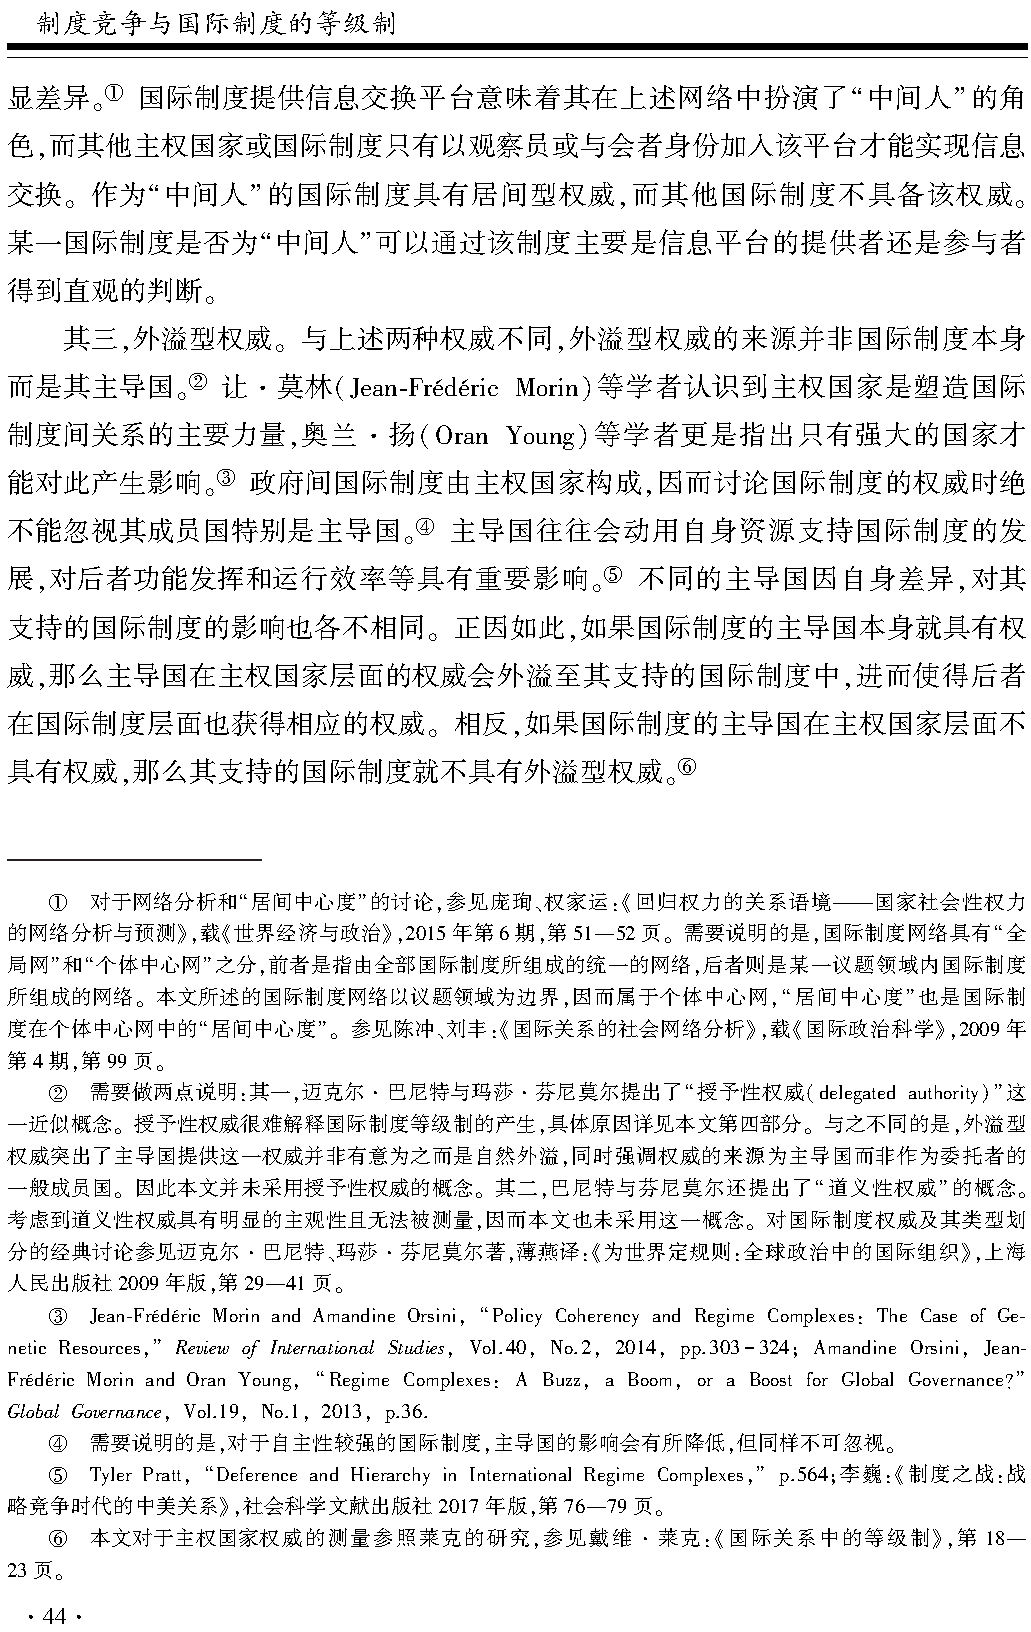 制度竞争与国际制度的等级制
显差异。① 国际制度提供信息交换平台意味着其在上述网络中扮演了“中间人”的角
色,而其他主权国家或国际制度只有以观察员或与会者身份加入该平台才能实现信息
交换。作为“中间人”的国际制度具有居间型权威,而其他国际制度不具备该权威。
某一国际制度是否为“中间人”可以通过该制度主要是信息平台的提供者还是参与者
得到直观的判断。
其三,外溢型权威。与上述两种权威不同,外溢型权威的来源并非国际制度本身
而是其主导国。② 让·莫林(Jean-Frédéric Morin)等学者认识到主权国家是塑造国际
制度间关系的主要力量,奥兰·扬(Oran Young)等学者更是指出只有强大的国家才
能对此产生影响。③ 政府间国际制度由主权国家构成,因而讨论国际制度的权威时绝
不能忽视其成员国特别是主导国。④ 主导国往往会动用自身资源支持国际制度的发
展,对后者功能发挥和运行效率等具有重要影响。⑤ 不同的主导国因自身差异,对其
支持的国际制度的影响也各不相同。正因如此,如果国际制度的主导国本身就具有权
威,那么主导国在主权国家层面的权威会外溢至其支持的国际制度中,进而使得后者
在国际制度层面也获得相应的权威。相反,如果国际制度的主导国在主权国家层面不
具有权威,那么其支持的国际制度就不具有外溢型权威。⑥
① 对于网络分析和“居间中心度”的讨论,参见庞珣、权家运:《回归权力的关系语境——国家社会性权力
的网络分析与预测》,载《世界经济与政治》,2015 年第 6 期,第 51—52 页。需要说明的是,国际制度网络具有“全
局网”和“个体中心网”之分,前者是指由全部国际制度所组成的统一的网络,后者则是某一议题领域内国际制度
所组成的网络。本文所述的国际制度网络以议题领域为边界,因而属于个体中心网,“居间中心度”也是国际制
度在个体中心网中的“居间中心度”。参见陈冲、刘丰:《国际关系的社会网络分析》,载《国际政治科学》,2009 年
第 4 期,第 99 页。
② 需要做两点说明:其一,迈克尔·巴尼特与玛莎·芬尼莫尔提出了“授予性权威(delegated authority)”这
一近似概念。授予性权威很难解释国际制度等级制的产生,具体原因详见本文第四部分。与之不同的是,外溢型
权威突出了主导国提供这一权威并非有意为之而是自然外溢,同时强调权威的来源为主导国而非作为委托者的
一般成员国。因此本文并未采用授予性权威的概念。其二,巴尼特与芬尼莫尔还提出了“道义性权威”的概念。
考虑到道义性权威具有明显的主观性且无法被测量,因而本文也未采用这一概念。对国际制度权威及其类型划
分的经典讨论参见迈克尔·巴尼特、玛莎·芬尼莫尔著,薄燕译:《为世界定规则:全球政治中的国际组织》,上海
人民出版社 2009 年版,第 29—41 页。
③ Jean-Frédéric Morin and Amandine Orsini, “Policy Coherency and Regime Complexes: The Case of Ge-
netic Resources,” Review of International Studies, Vol.40, No.2, 2014, pp.303-324; Amandine Orsini, Jean-
Frédéric Morin and Oran Young, “Regime Complexes: A Buzz, a Boom, or a Boost for Global Governance?”
Global Governance, Vol.19, No.1, 2013, p.36.
④ 需要说明的是,对于自主性较强的国际制度,主导国的影响会有所降低,但同样不可忽视。
⑤ Tyler Pratt, “Deference and Hierarchy in International Regime Complexes,” p.564;李巍:《制度之战:战
略竞争时代的中美关系》,社会科学文献出版社 2017 年版,第 76—79 页。
⑥ 本文对于主权国家权威的测量参照莱克的研究,参见戴维·莱克:《国际关系中的等级制》,第 18—
23 页。
·44·